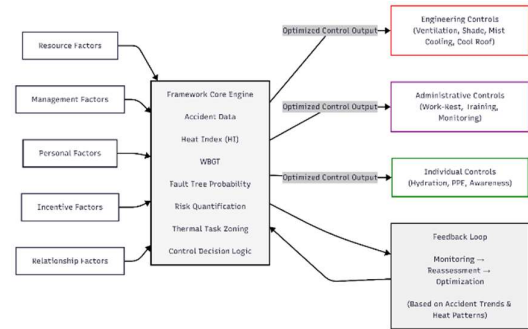 Resource Factors
Management Factors
Personal Factors
Incentive Factors
Relationship Factors
Framework Core Engine
Accident Data
Heat Index (HI)
WBGT
Fault Tree Probability
Risk Quantification
Thermal Task Zoning
Control Decision Logic
Optimized Control Output
Optimized Control Output
Optimized Control Output
Engineering Controls
(Ventilation, Shade, Mist
Cooling, Cool Roof)
Administrative Controls
(Work-Rest, Training,
Monitoring)
Individual Controls
(Hydration, PPF, Awareness)
Feedback Loop
Monitoring →
Reassessment →
Optimization
(Based on Accident Trends &
Heat Patterns)